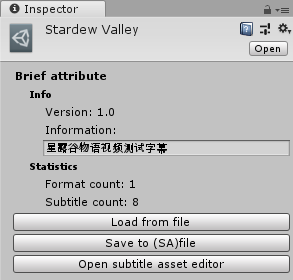 Inspector
Stardew Valley
Open
Brief attribute
Info
Version: 1.0
Information:
星露谷物语视频测试字幕
Statistics
Format count: 1
Subtitle count: 8
Load from file
Save to (SA)file
Open subtitle asset editor